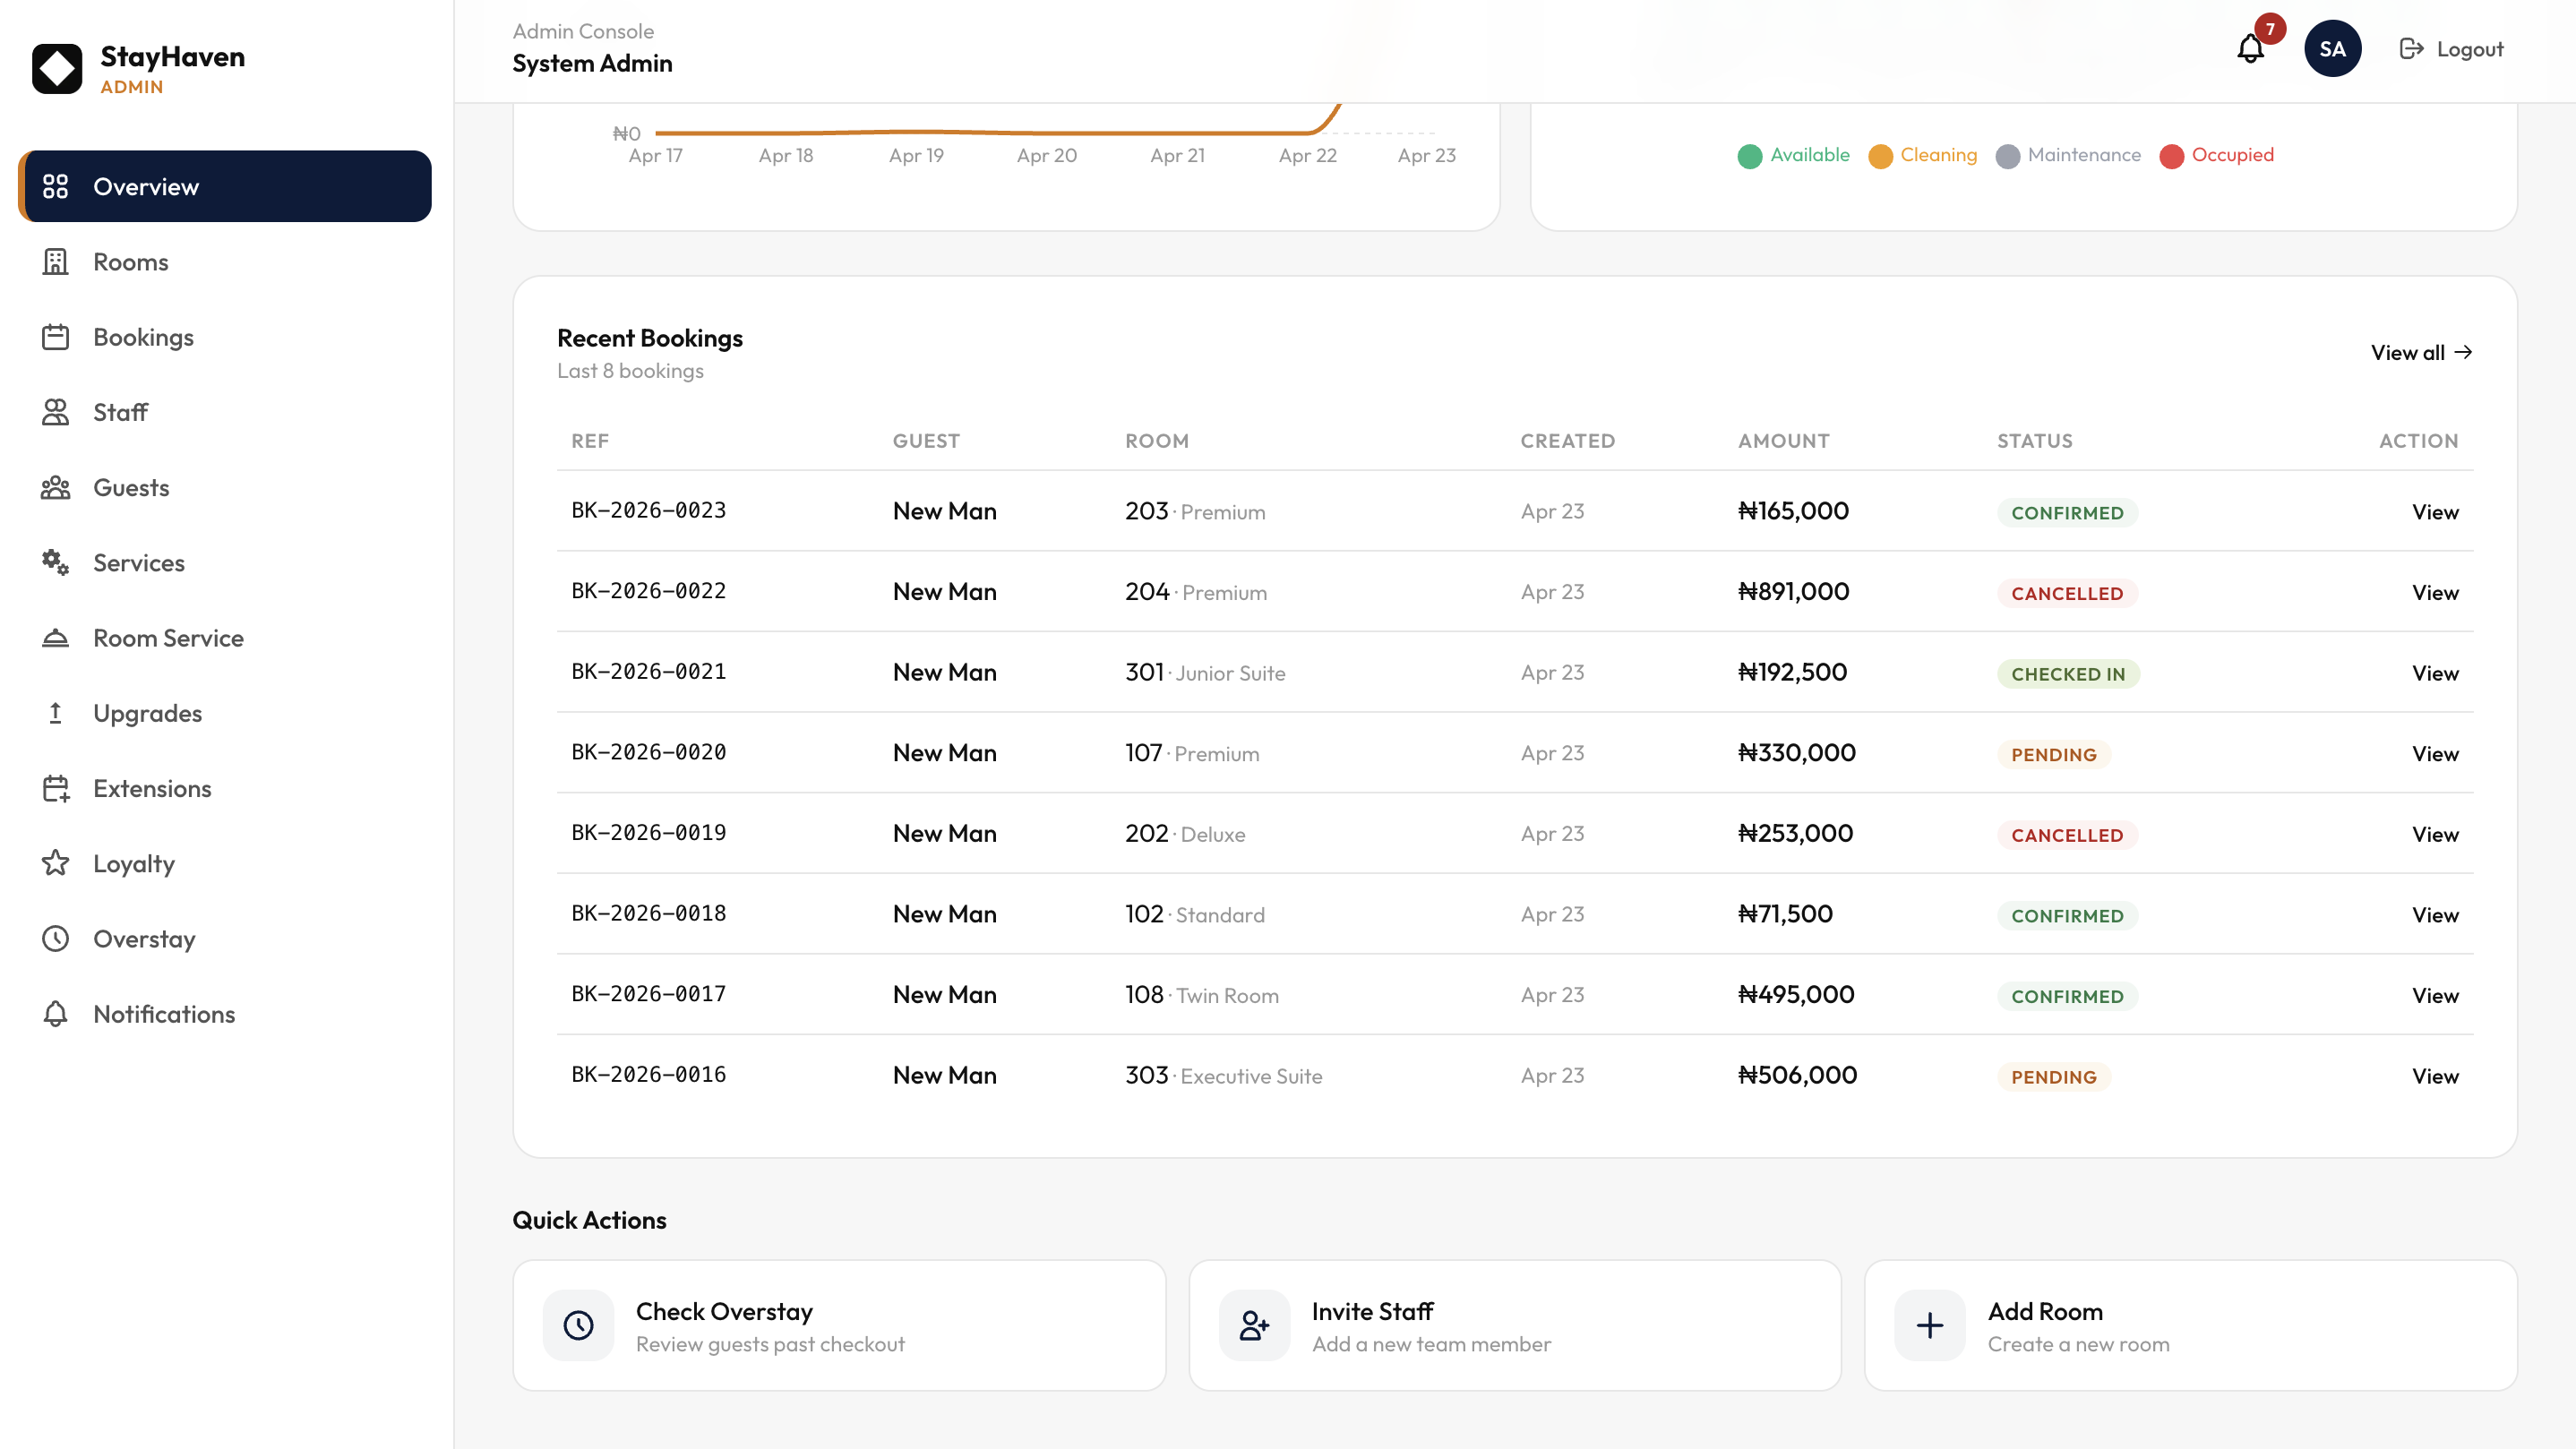 StayHaven
ADMIN
Overview
Rooms
Bookings
Staff
Guests
Services
Room Service
Upgrades
Extensions
Loyalty
Overstay
Notifications
Admin Console
System Admin
7
SA
Logout
₦0
Apr 17 Apr 18 Apr 19 Apr 20 Apr 21 Apr 22 Apr 23
Available Cleaning Maintenance Occupied
Recent Bookings
Last 8 bookings
View all →
REF GUEST ROOM CREATED AMOUNT STATUS ACTION
BK-2026-0023 New Man 203 · Premium Apr 23 ₦165,000 CONFIRMED View
BK-2026-0022 New Man 204 · Premium Apr 23 ₦891,000 CANCELLED View
BK-2026-0021 New Man 301 · Junior Suite Apr 23 ₦192,500 CHECKED IN View
BK-2026-0020 New Man 107 · Premium Apr 23 ₦330,000 PENDING View
BK-2026-0019 New Man 202 · Deluxe Apr 23 ₦253,000 CANCELLED View
BK-2026-0018 New Man 102 · Standard Apr 23 ₦71,500 CONFIRMED View
BK-2026-0017 New Man 108 · Twin Room Apr 23 ₦495,000 CONFIRMED View
BK-2026-0016 New Man 303 · Executive Suite Apr 23 ₦506,000 PENDING View
Quick Actions
Check Overstay
Review guests past checkout
Invite Staff
Add a new team member
Add Room
Create a new room